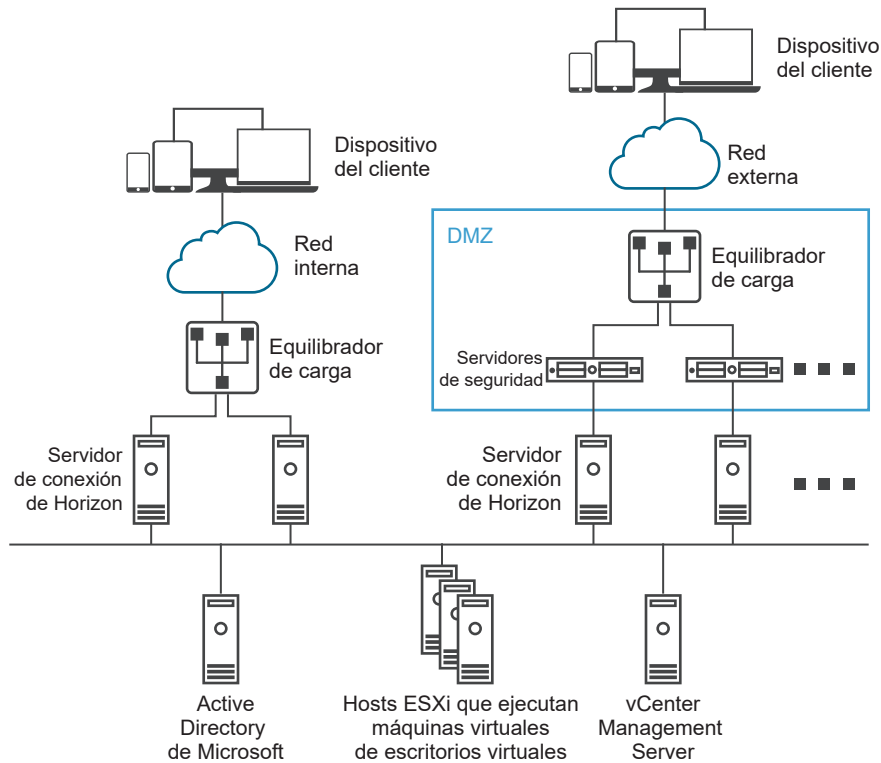 Dispositivo
del cliente
Dispositivo
del cliente
Red
externa
DMZ
Red
interna
Equilibrador
de carga
Equilibrador
de carga
Servidores
de seguridad
Servidor
de conexión
de Horizon
Servidor
de conexión
de Horizon
Active
Directory
de Microsoft
Hosts ESXi que ejecutan
máquinas virtuales
de escritorios virtuales
vCenter
Management
Server